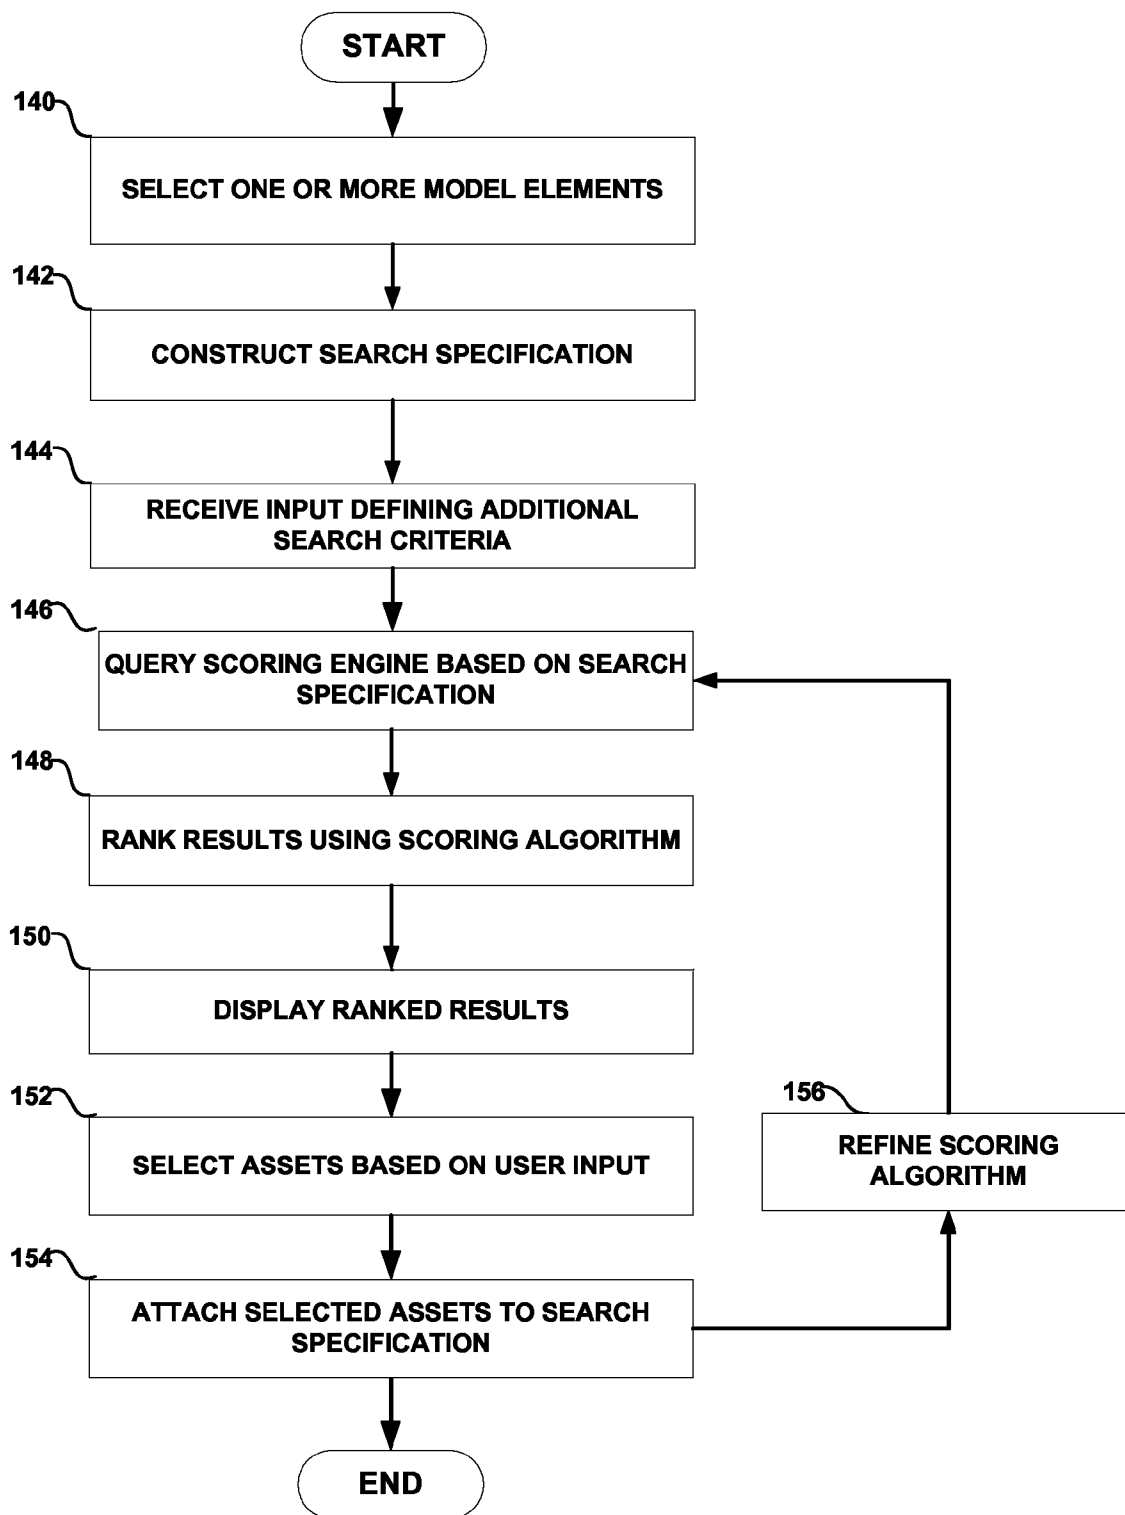 START
140
SELECT ONE OR MORE MODEL ELEMENTS
142
CONSTRUCT SEARCH SPECIFICATION
144
RECEIVE INPUT DEFINING ADDITIONAL
SEARCH CRITERIA
146
QUERY SCORING ENGINE BASED ON SEARCH
SPECIFICATION
148
RANK RESULTS USING SCORING ALGORITHM
150
DISPLAY RANKED RESULTS
152
SELECT ASSETS BASED ON USER INPUT
154
ATTACH SELECTED ASSETS TO SEARCH
SPECIFICATION
156
REFINE SCORING
ALGORITHM
END